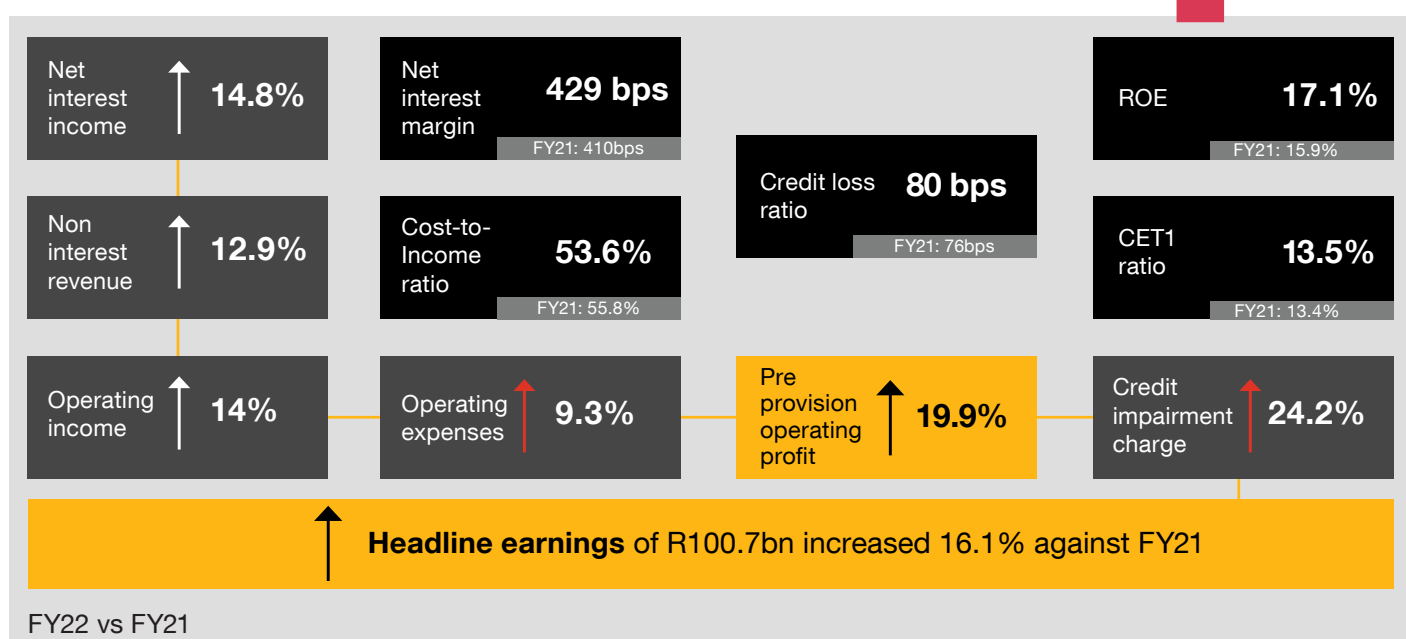 Net
interest
income
14.8%
Net
interest
margin
429 bps
FY21: 410bps
ROE
17.1%
FY21: 15.9%
Credit loss
ratio
80 bps
FY21: 76bps
Non
interest
revenue
12.9%
Cost-to-
Income
ratio
53.6%
FY21: 55.8%
CET1
ratio
13.5%
FY21: 13.4%
Operating
income
14%
Operating
expenses
9.3%
Pre
provision
operating
profit
19.9%
Credit
impairment
charge
24.2%
Headline earnings of R100.7bn increased 16.1% against FY21
FY22 vs FY21